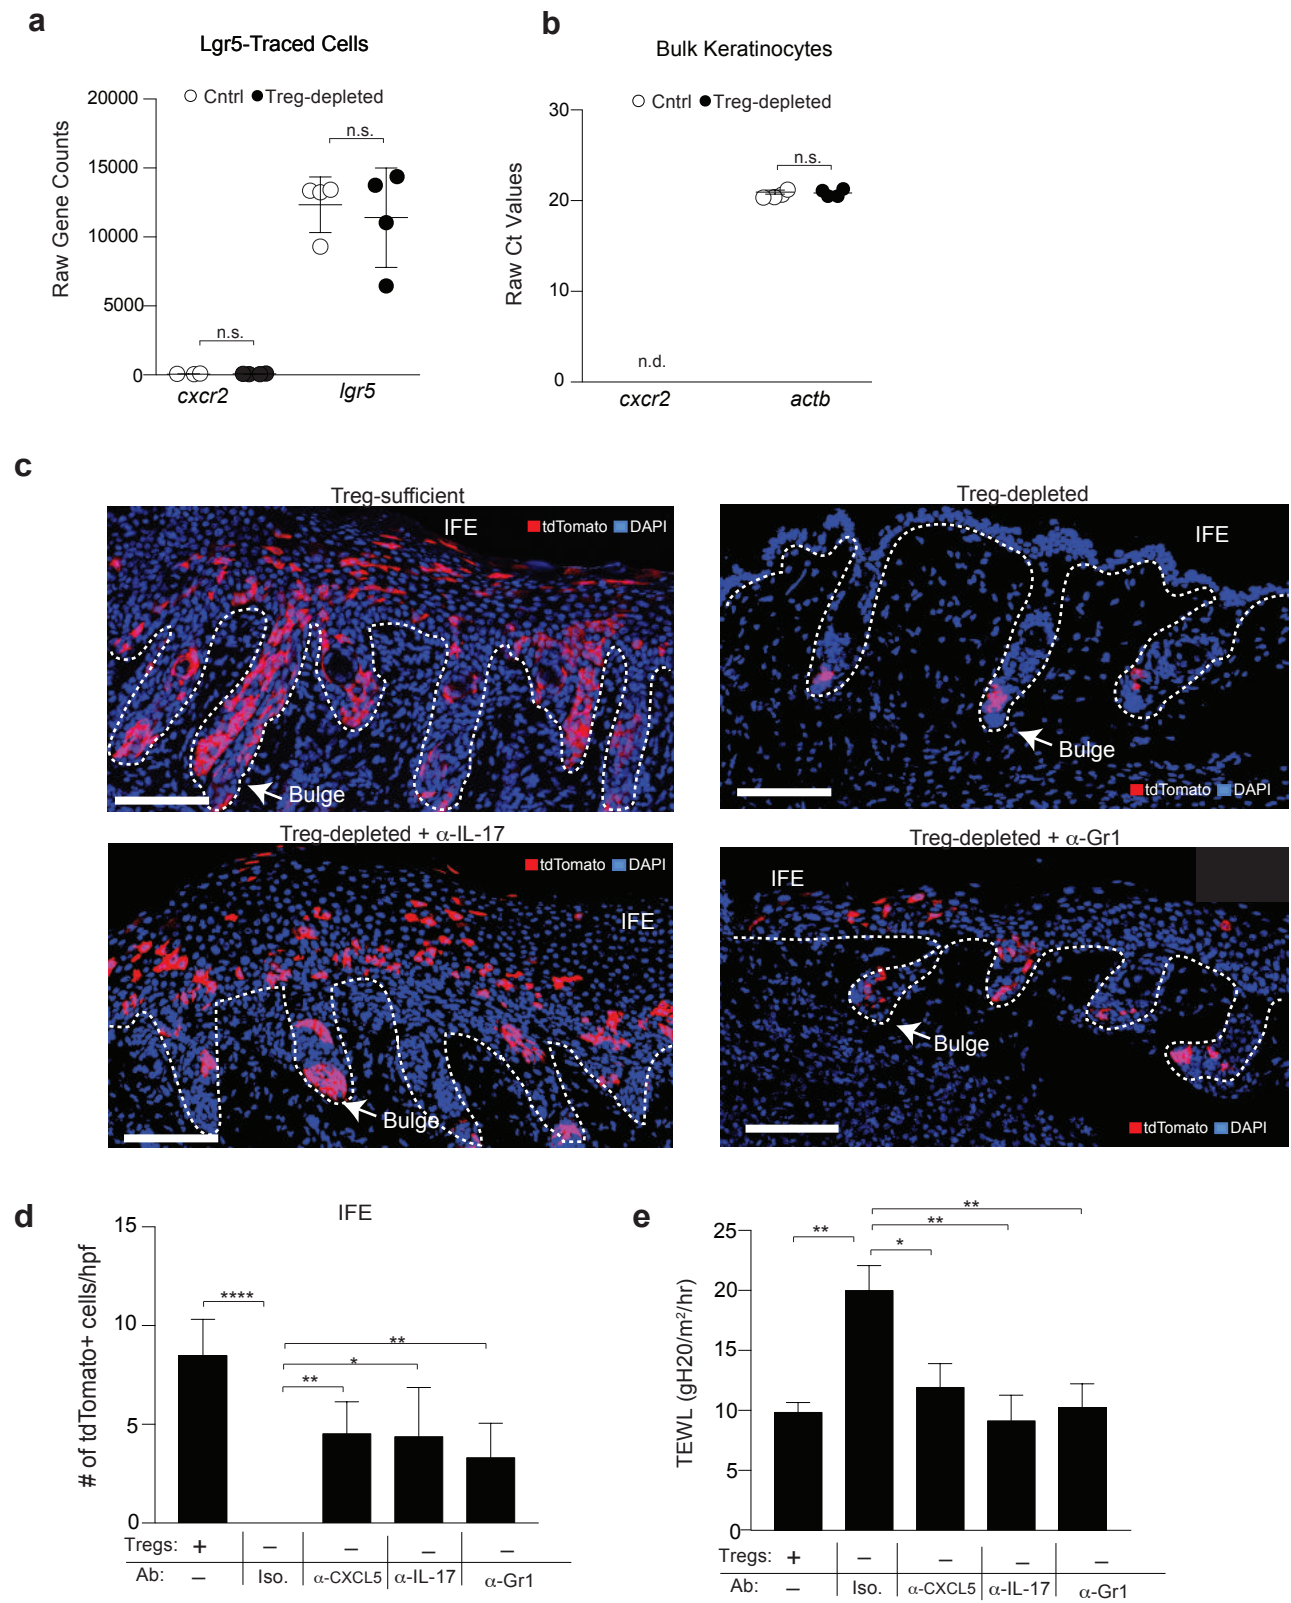 a
Lgr5-Traced Cells
Cntrl Treg-depleted
20000
15000
10000
5000
0
Raw Gene Counts
n.s.
n.s.
cxcr2
lgr5
b
Bulk Keratinocytes
Cntrl Treg-depleted
30
20
10
0
Raw Ct Values
n.s.
n.d.
cxcr2
actb
c
Treg-sufficient
IFE
tdTomato DAPI
Bulge
Treg-depleted
IFE
Bulge
tdTomato DAPI
Treg-depleted + α-IL-17
tdTomato DAPI
IFE
Bulge
Treg-depleted + α-Gr1
IFE
Bulge
tdTomato DAPI
d
IFE
15
10
5
0
# of tdTomato+ cells/hpf
****
**
*
**
Tregs: + – – – –
Ab: – Iso. α-CXCL5 α-IL-17 α-Gr1
e
25
20
15
10
5
0
TEWL (gH20/m²/hr)
**
**
**
*
Tregs: + – – – –
Ab: – Iso. α-CXCL5 α-IL-17 α-Gr1